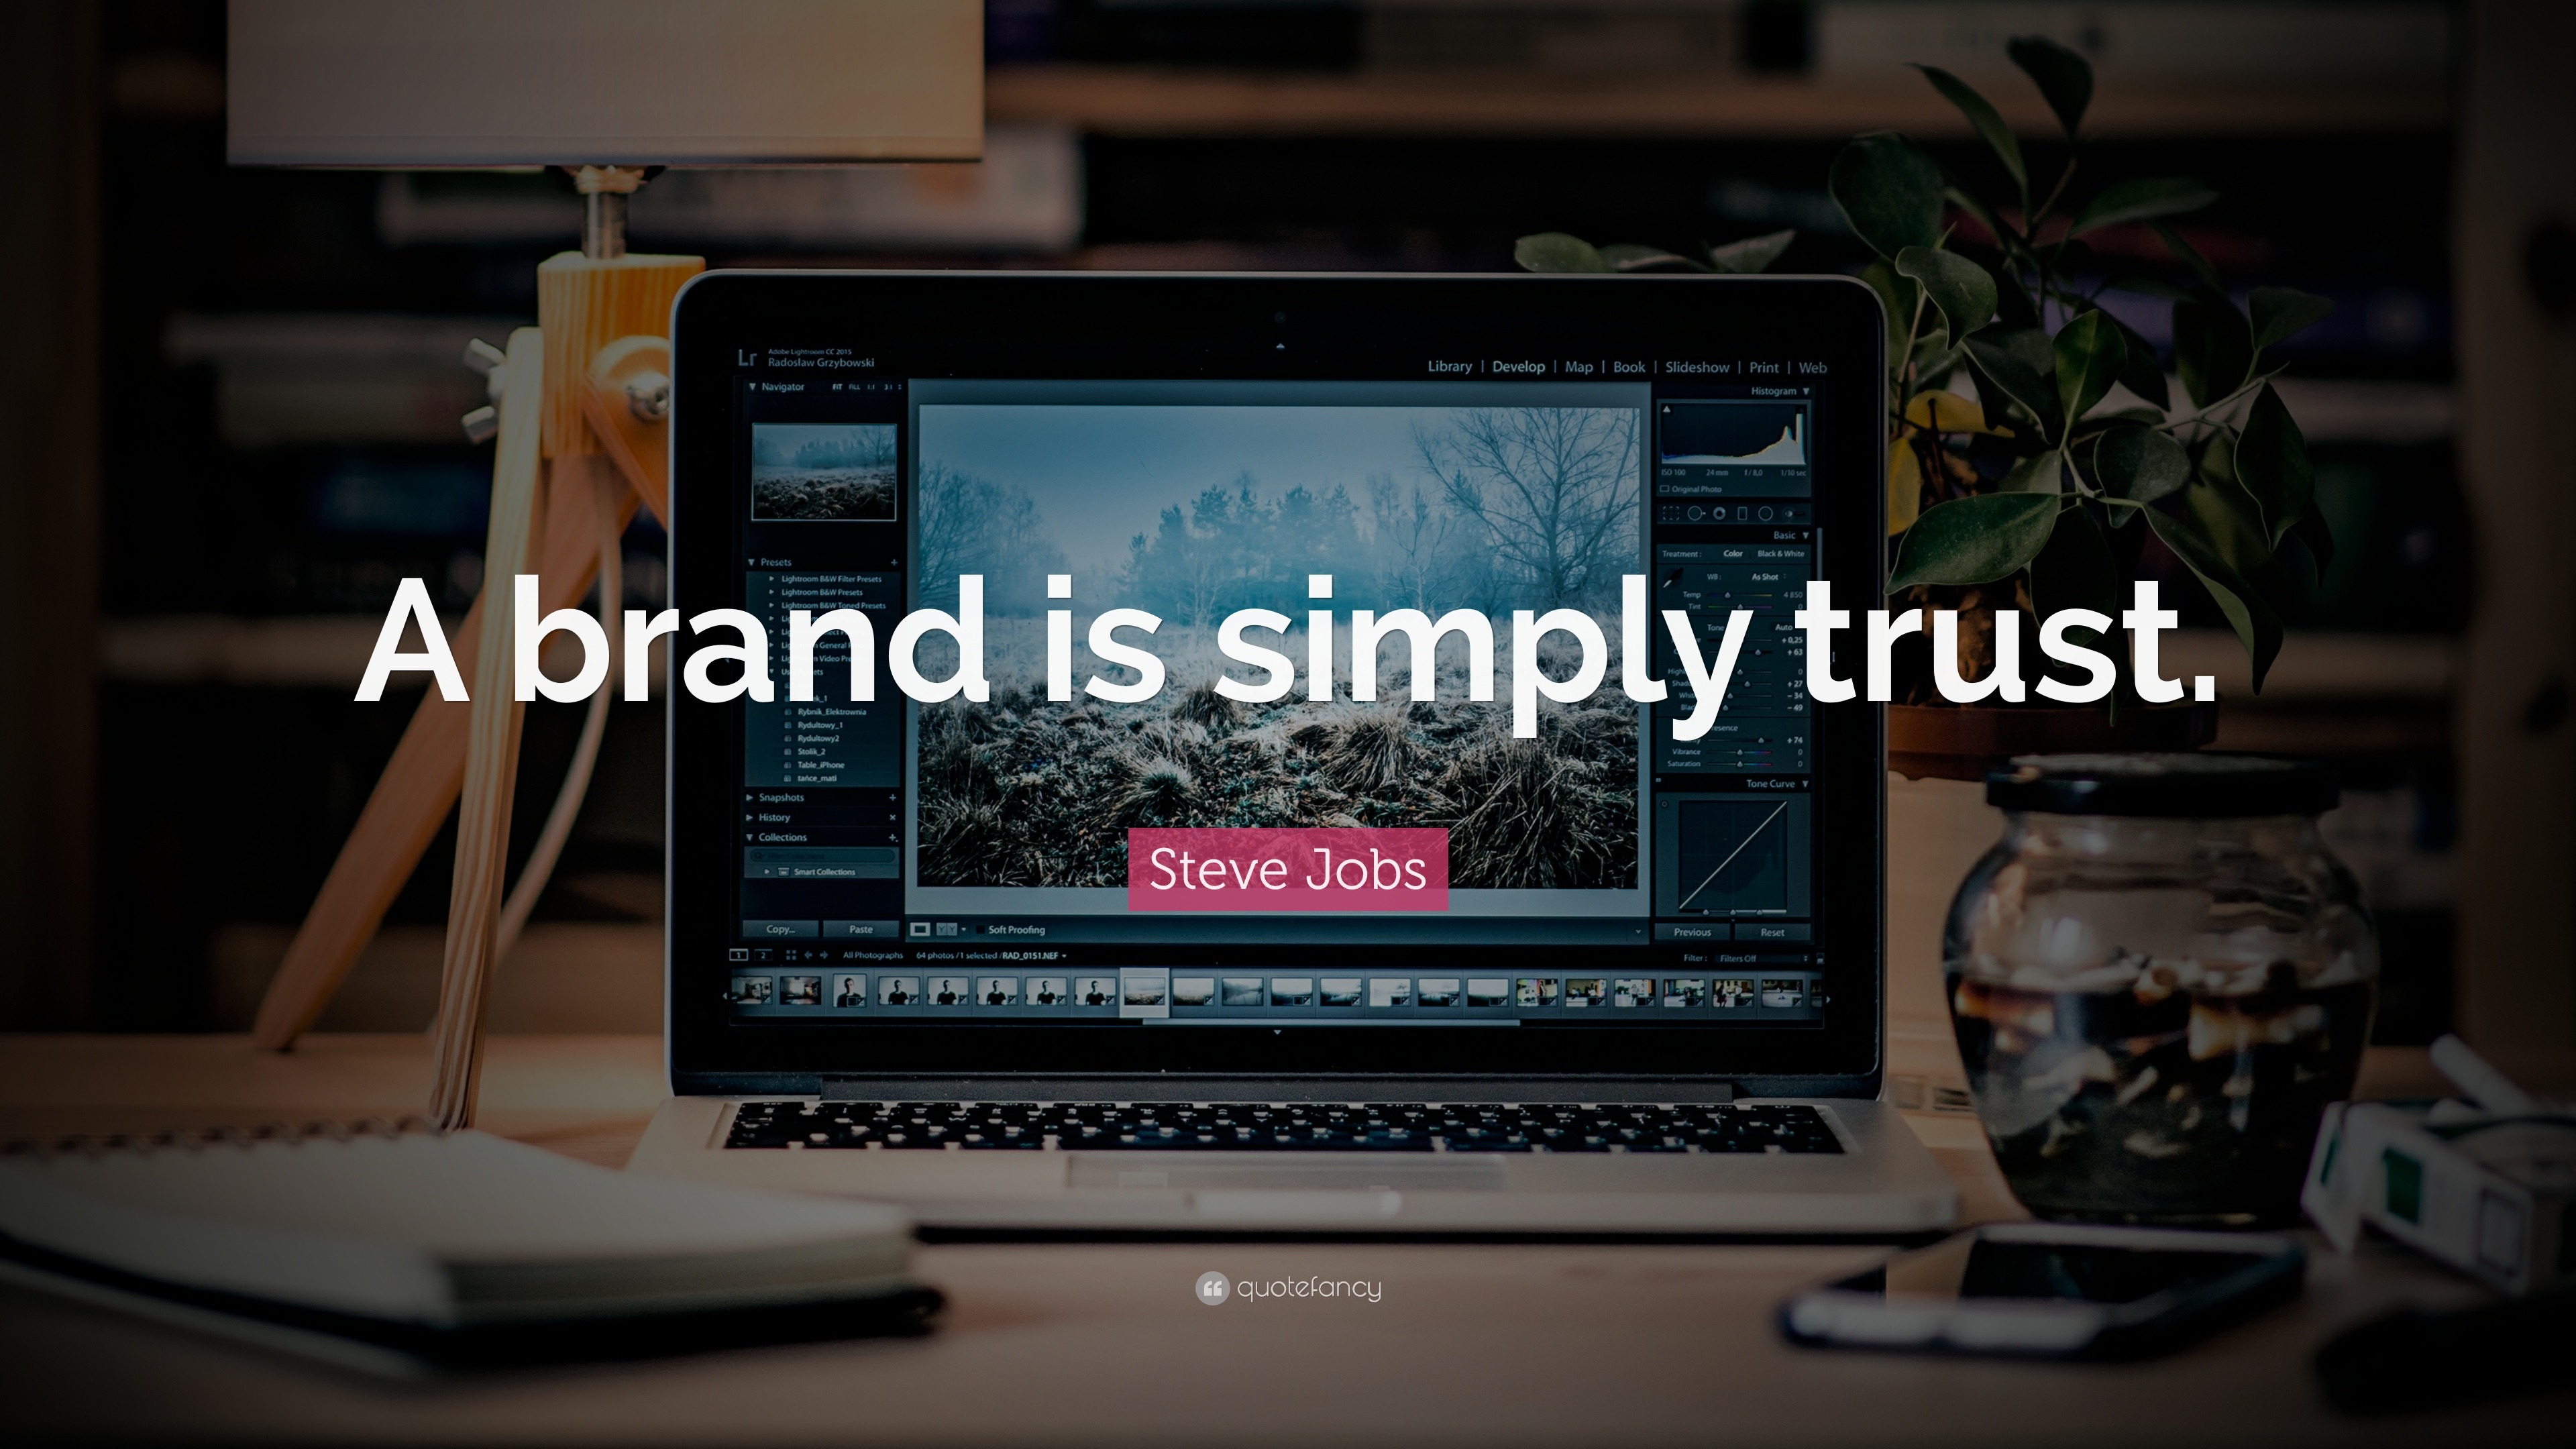 Lr
Adobe Lightroom CC 2015
Radosław Grzybowski
Library | Develop | Map | Book | Slideshow | Print | Web
Navigator
FIT FILL 1:1 3:1
Histogram
ISO 100 24 mm f / 8,0 1/10 sec
Original Photo
Basic
Treatment : Color Black & White
WB : As Shot
Temp 4 850
Tint 0
Tone Auto
+ 0,25
+ 63
0
+ 27
- 34
- 49
Presets
Lightroom B&W Filter Presets
Lightroom B&W Presets
Lightroom B&W Toned Presets
A brand is simply trust.
Rybnik_Elektrownia
Rydultowy_1
Rydultowy2
Stolik_2
Table_iPhone
tańce_mati
+ 74
Vibrance 0
Saturation 0
Tone Curve
Snapshots
History
Collections
Smart Collections
Steve Jobs
Copy... Paste
Soft Proofing
Previous Reset
1 2 All Photographs 64 photos / 1 selected / RAD_0151.NEF
Filter : Filters Off
quotefancy